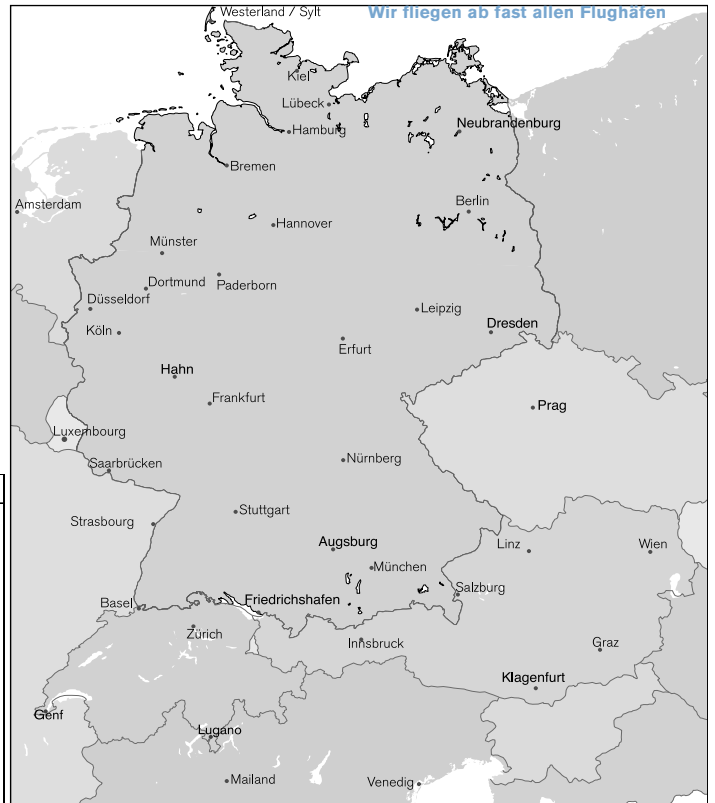 Westerland / Sylt
Wir fliegen ab fast allen Flughäfen
Kiel
Lübeck
Hamburg
Neubrandenburg
Bremen
Amsterdam
Berlin
Hannover
Münster
Dortmund
Paderborn
Düsseldorf
Leipzig
Köln
Dresden
Erfurt
Hahn
Frankfurt
Prag
Luxembourg
Saarbrücken
Nürnberg
Stuttgart
Strasbourg
Augsburg
Linz
Wien
München
Salzburg
Basel
Friedrichshafen
Zürich
Innsbruck
Graz
Klagenfurt
Genf
Lugano
Mailand
Venedig